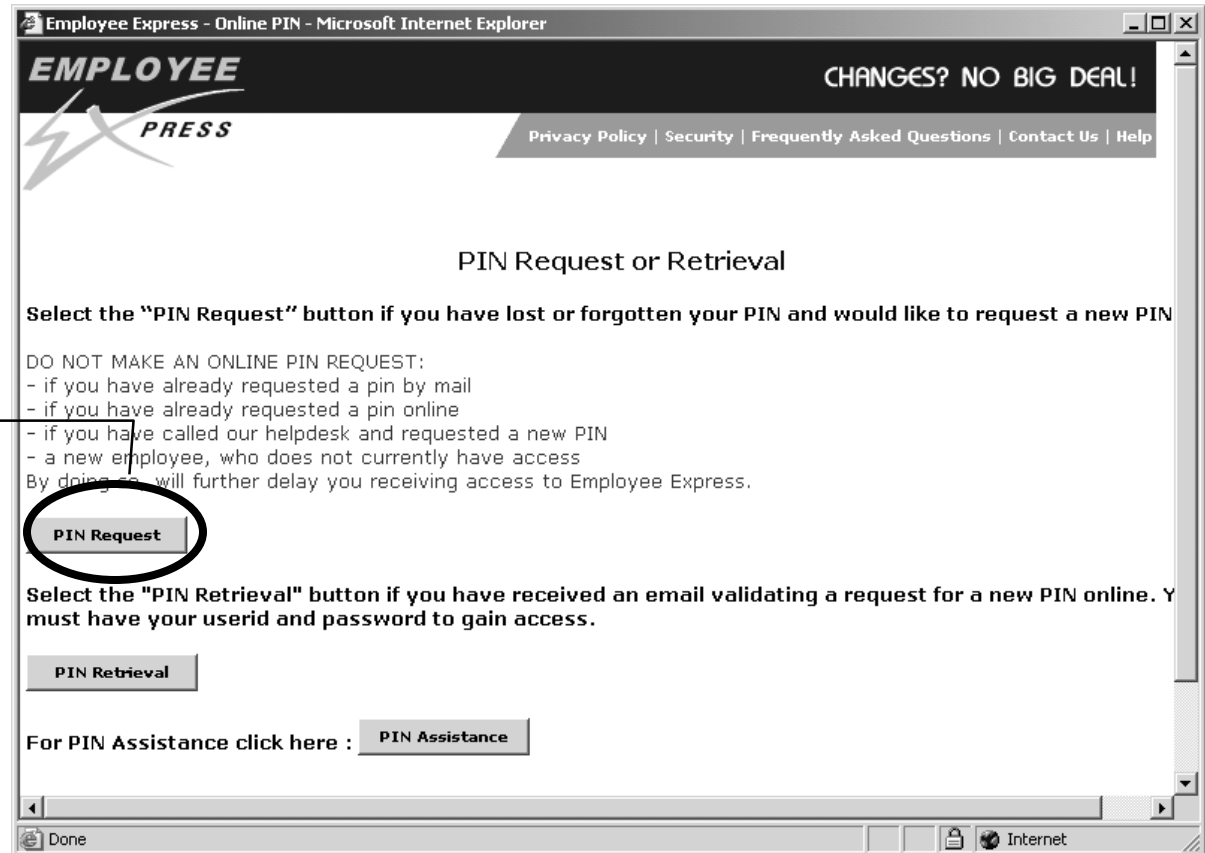 Employee Express - Online PIN - Microsoft Internet Explorer
EMPLOYEE
CHANGES? NO BIG DEAL!
PRESS
Privacy Policy | Security | Frequently Asked Questions | Contact Us | Help
PIN Request or Retrieval
Select the “PIN Request” button if you have lost or forgotten your PIN and would like to request a new PIN
DO NOT MAKE AN ONLINE PIN REQUEST:
- if you have already requested a pin by mail
- if you have already requested a pin online
- if you have called our helpdesk and requested a new PIN
- a new employee, who does not currently have access
By doing so, will further delay you receiving access to Employee Express.
PIN Request
Select the "PIN Retrieval" button if you have received an email validating a request for a new PIN online. Y
must have your userid and password to gain access.
PIN Retrieval
For PIN Assistance click here : PIN Assistance
Done
Internet